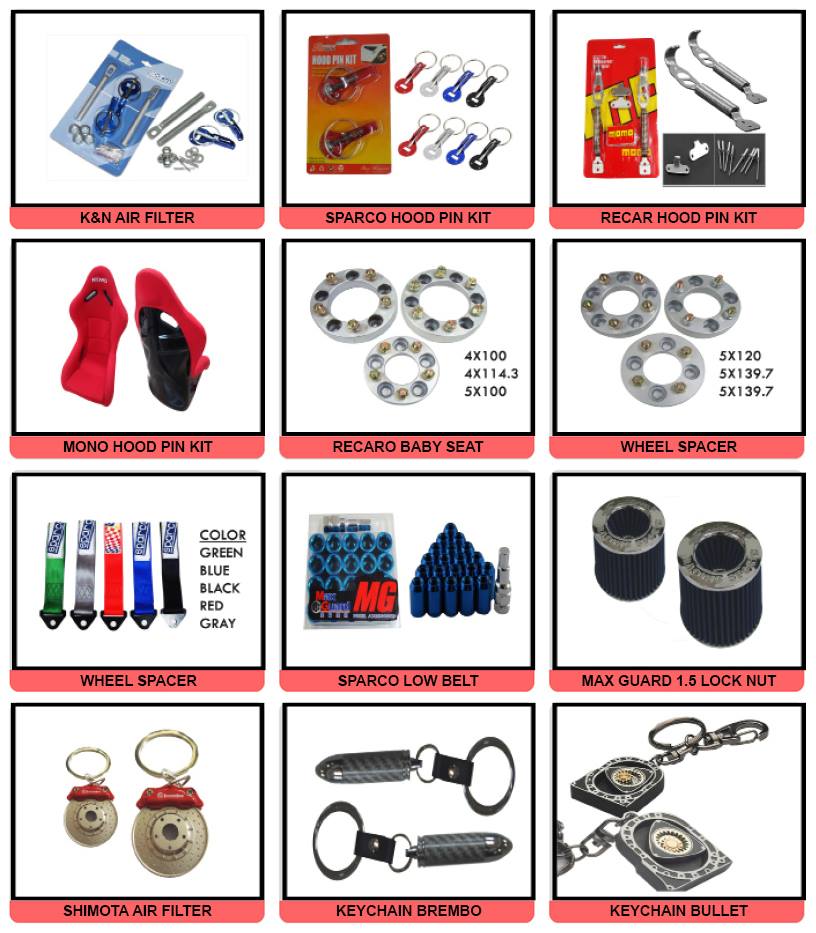 HOOD PIN KIT
momo
K&N AIR FILTER
SPARCO HOOD PIN KIT
RECAR HOOD PIN KIT
4X100
4X114.3
5X100
5X120
5X139.7
5X139.7
MONO HOOD PIN KIT
RECARO BABY SEAT
WHEEL SPACER
sparco
COLOR
GREEN
BLUE
BLACK
RED
GRAY
Max
Guard
MG
WHEEL SPACER
SPARCO LOW BELT
MAX GUARD 1.5 LOCK NUT
SHIMOTA AIR FILTER
KEYCHAIN BREMBO
KEYCHAIN BULLET